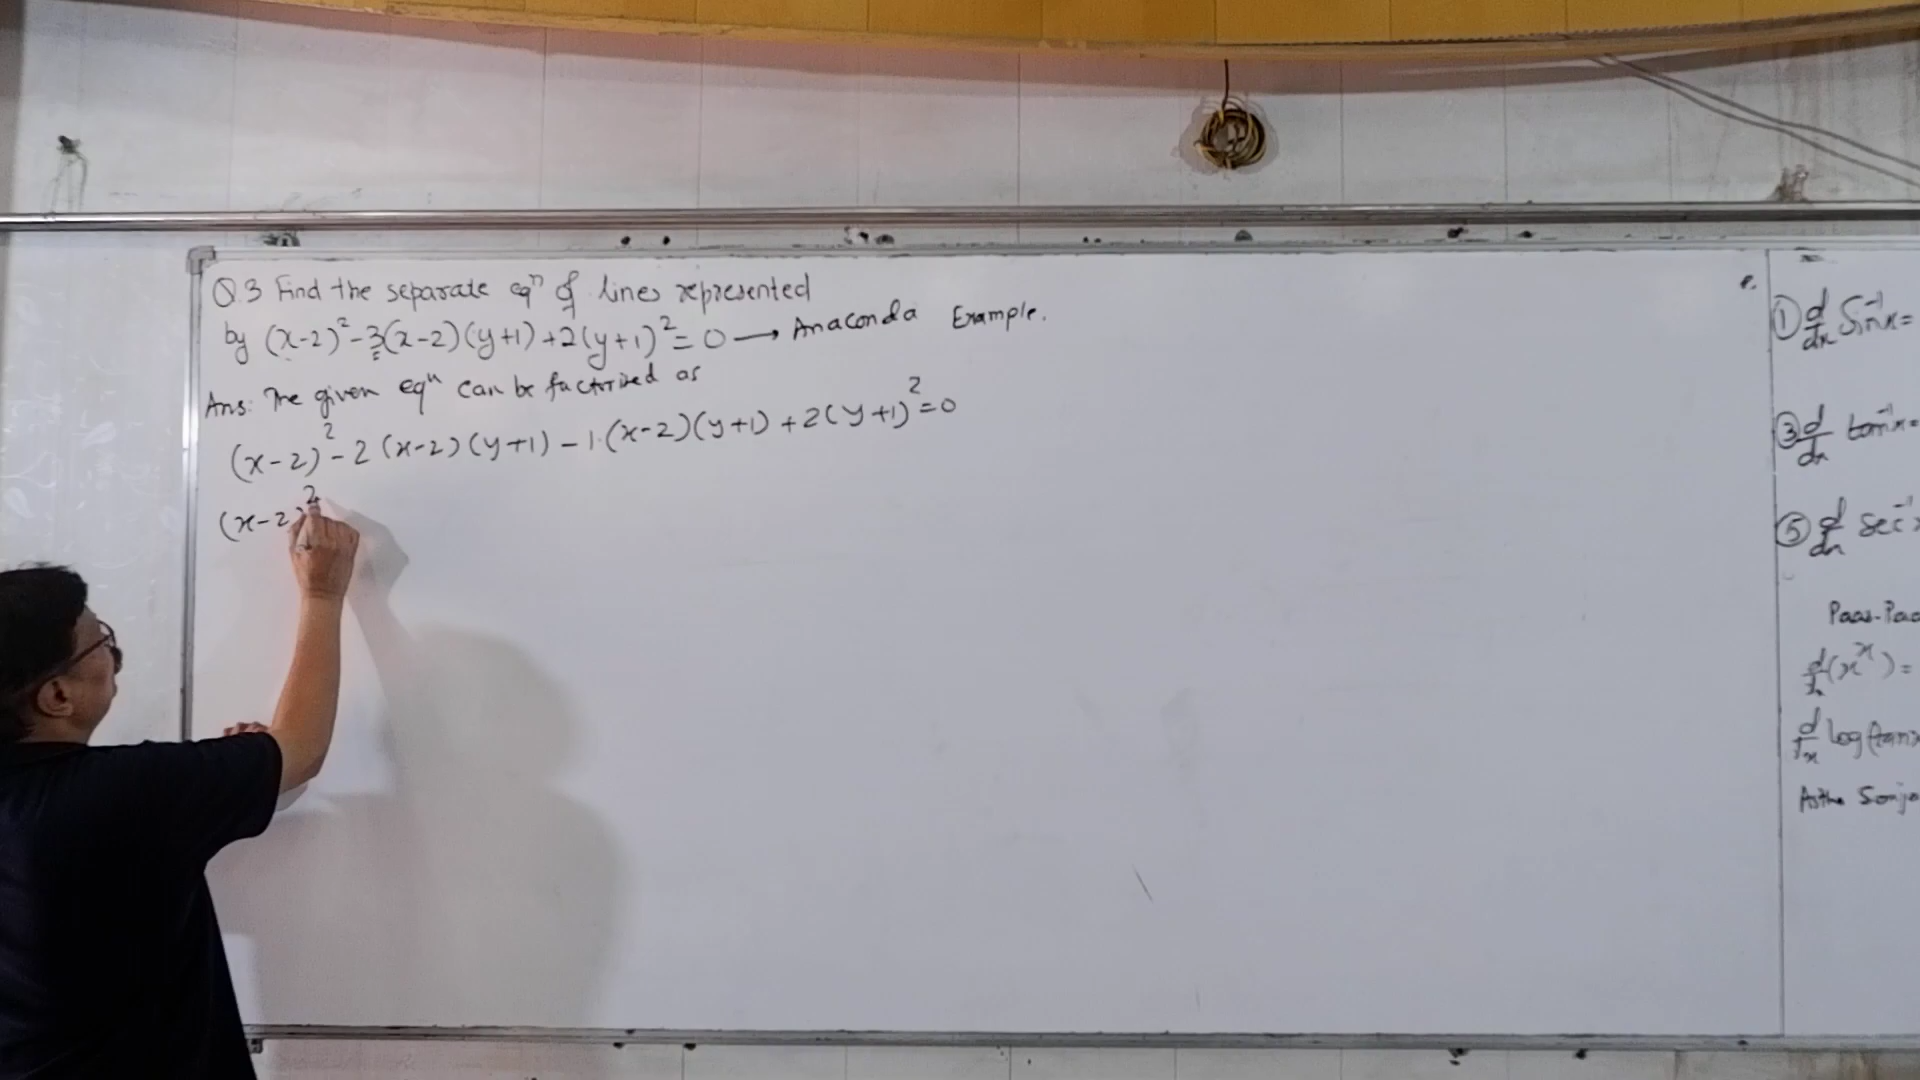 Q.3 Find the separate eqⁿ of lines represented
by (x-2)²-3(x-2)(y+1)+2(y+1)²=0 → Anaconda Example.
Ans: The given eqⁿ can be factorized as
(x-2)²-2(x-2)(y+1)-1.(x-2)(y+1)+2(y+1)²=0
(x-2)²
① d/dx Sin⁻¹x=
③ d/dx tan⁻¹x=
⑤ d/dx Sec⁻¹
d/dx(x^x)=
d/dx log(tan